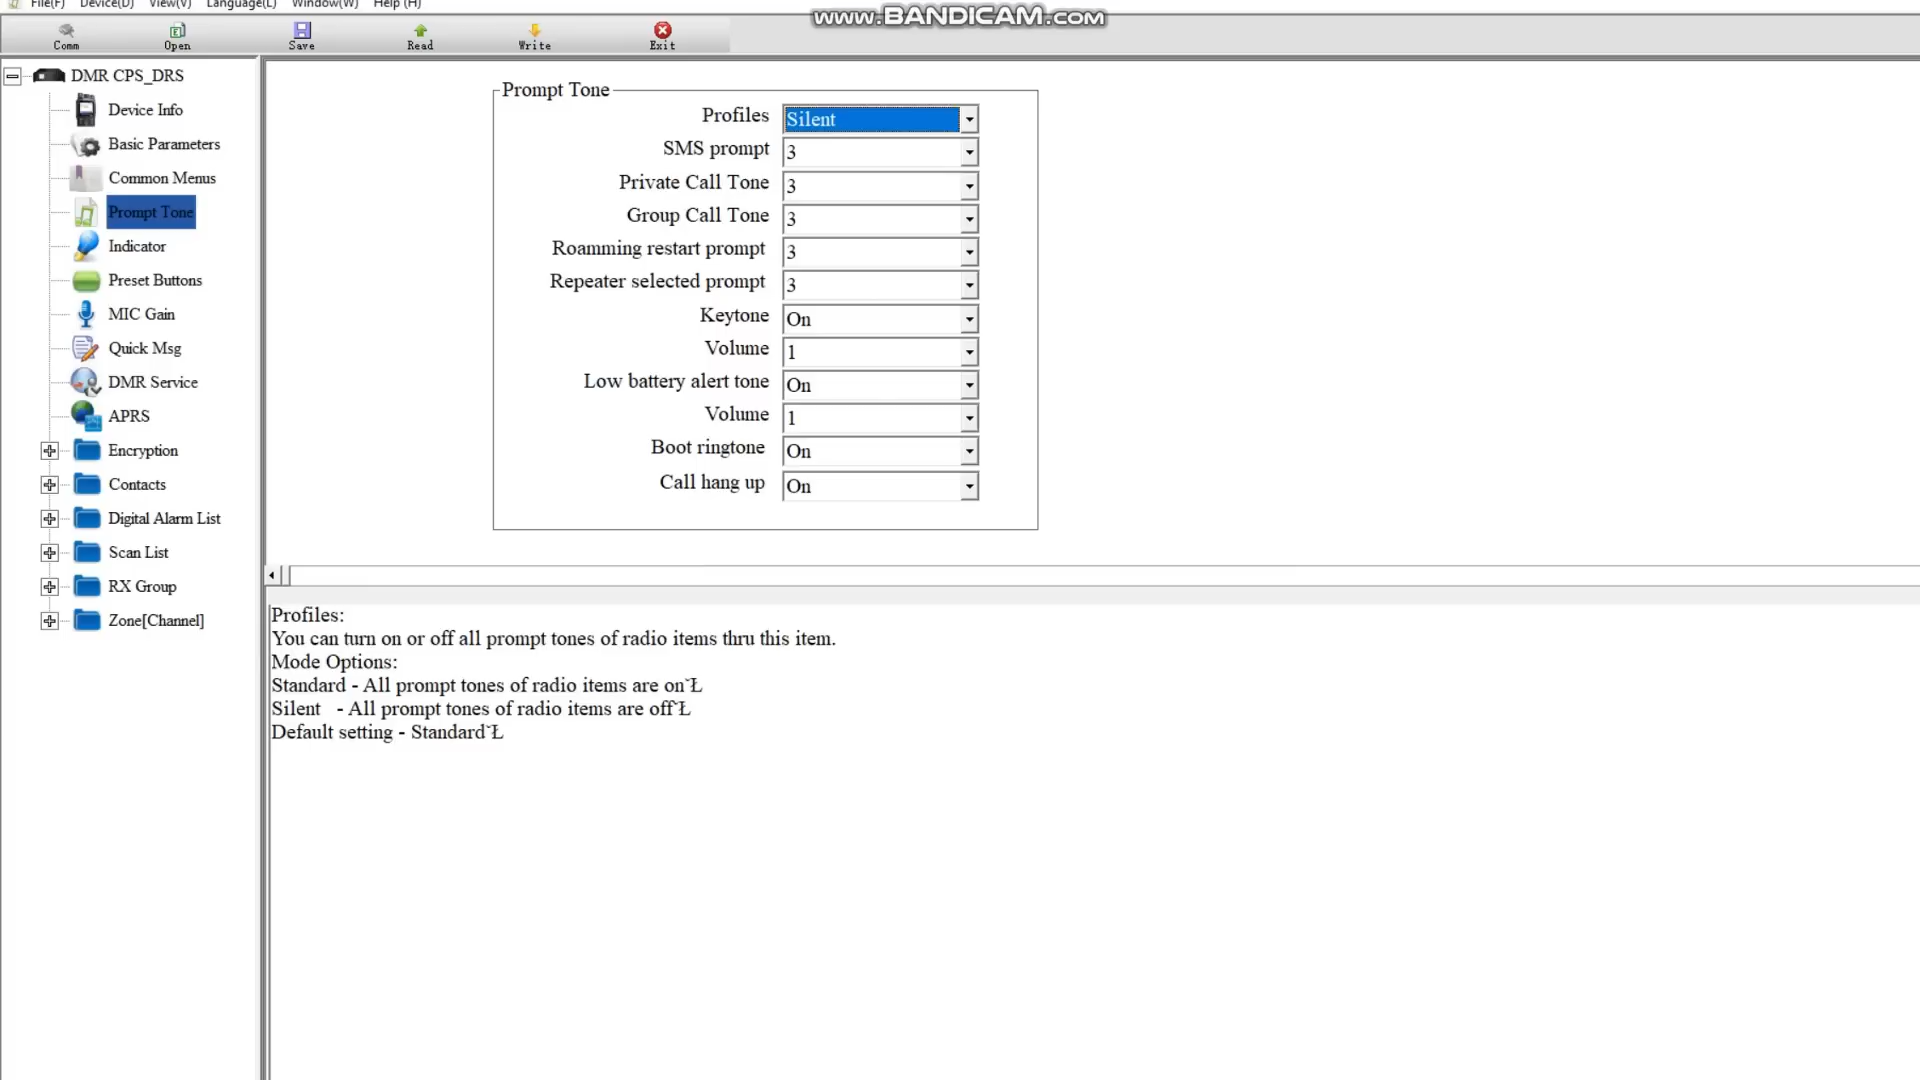 File(F) Device(D) View(V) Language(L) Window(W) Help (H)
www.BANDICAM.com
Comm Open Save Read Write Exit
DMR CPS_DRS
Device Info
Basic Parameters
Common Menus
Prompt Tone
Indicator
Preset Buttons
MIC Gain
Quick Msg
DMR Service
APRS
Encryption
Contacts
Digital Alarm List
Scan List
RX Group
Zone[Channel]
Prompt Tone
Profiles Silent
SMS prompt 3
Private Call Tone 3
Group Call Tone 3
Roamming restart prompt 3
Repeater selected prompt 3
Keytone On
Volume 1
Low battery alert tone On
Volume 1
Boot ringtone On
Call hang up On
Profiles:
You can turn on or off all prompt tones of radio items thru this item.
Mode Options:
Standard - All prompt tones of radio items are onˇŁ
Silent - All prompt tones of radio items are offˇŁ
Default setting - StandardˇŁ